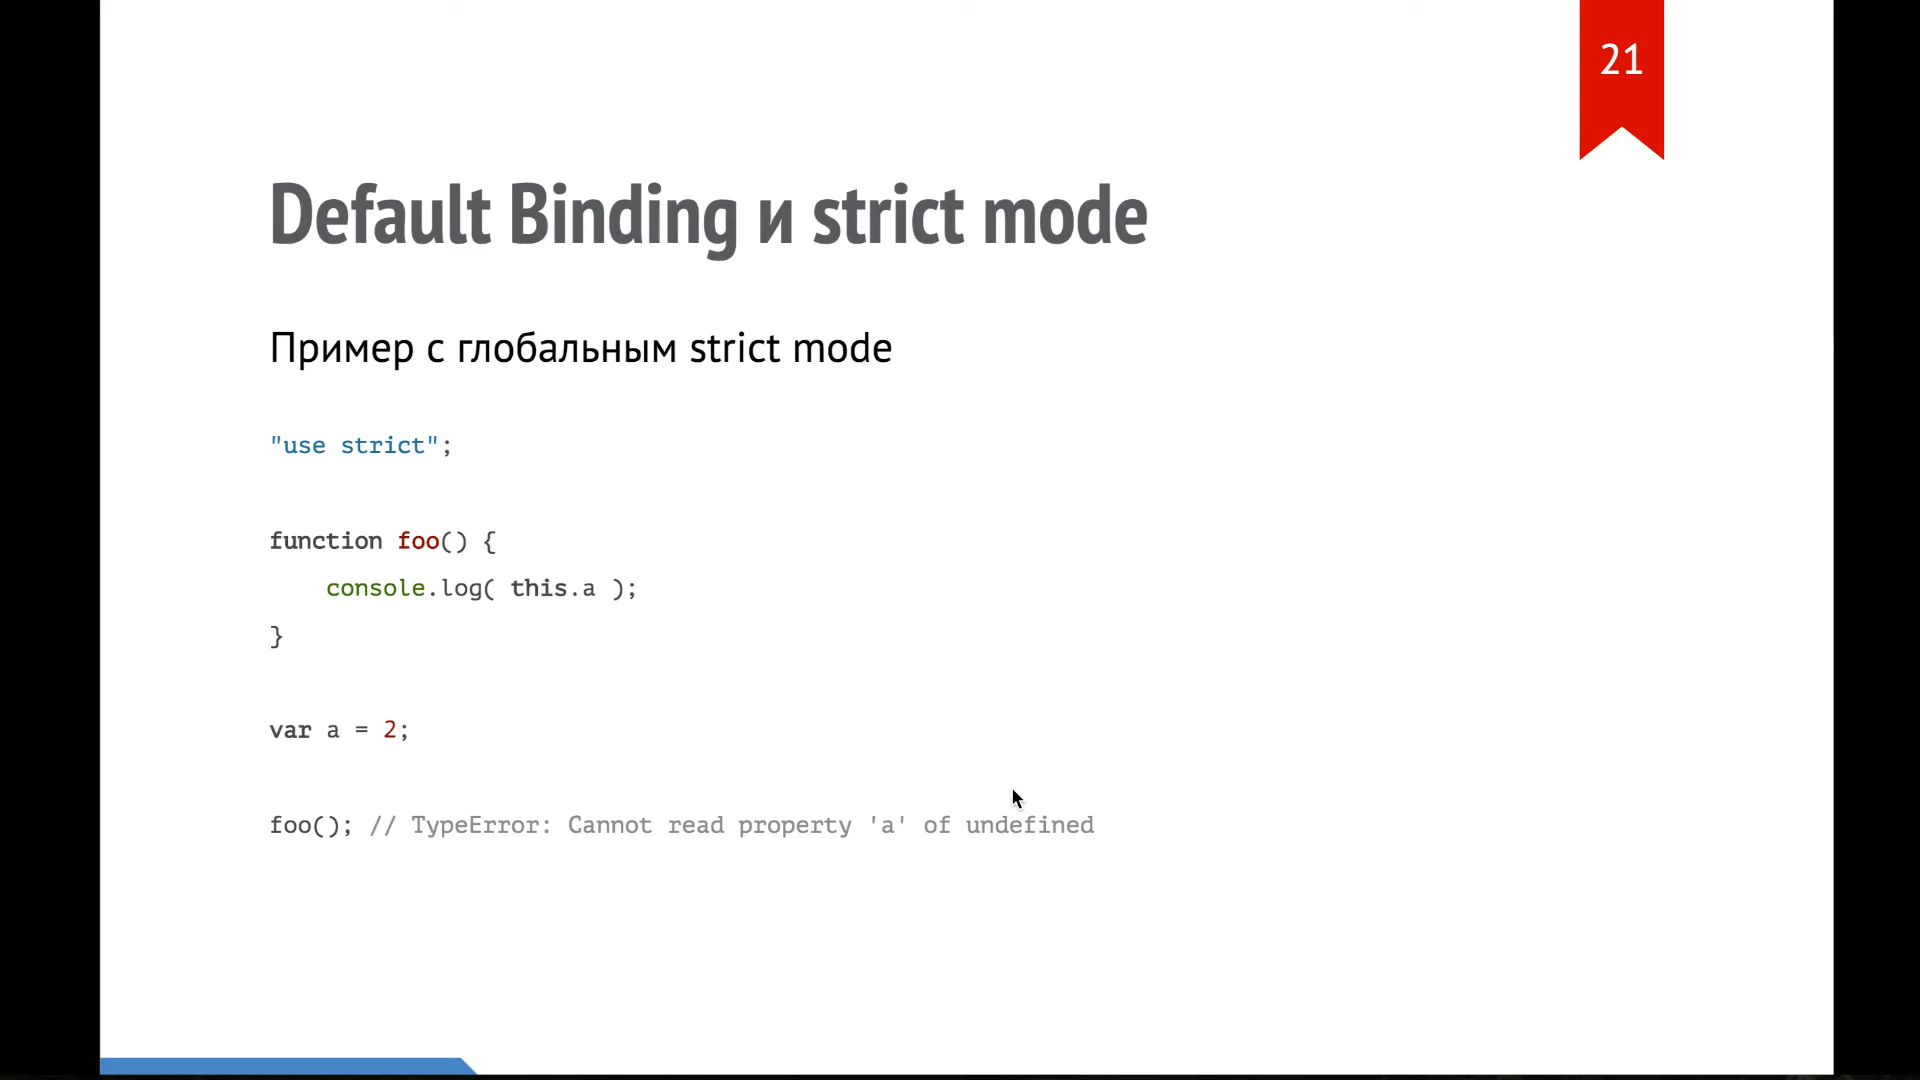 21
Default Binding и strict mode
Пример с глобальным strict mode
"use strict";
function foo() {
    console.log( this.a );
}
var a = 2;
foo(); // TypeError: Cannot read property 'a' of undefined